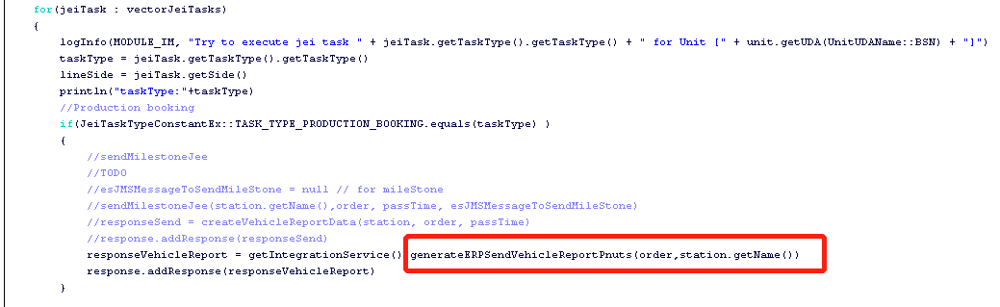 for(jeiTask : vectorJeiTasks)
{
logInfo(MODULE_IM, "Try to execute jei task " + jeiTask.getTaskType().getTaskType() + " for Unit [" + unit.getUDA(UnitUDAName::BSN) + "]")
taskType = jeiTask.getTaskType().getTaskType()
lineSide = jeiTask.getSide()
println("taskType:"+taskType)
//Production booking
if(JeiTaskTypeConstantEx::TASK_TYPE_PRODUCTION_BOOKING.equals(taskType) )
{
//sendMilestoneJee
//TODO
//esJMSMessageToSendMileStone = null // for mileStone
//sendMilestoneJee(station.getName(),order, passTime, esJMSMessageToSendMileStone)
//responseSend = createVehicleReportData(station, order, passTime)
//response.addResponse(responseSend)
responseVehicleReport = getIntegrationService() generateERPSendVehicleReportPnuts(order,station.getName())
response.addResponse(responseVehicleReport)
}